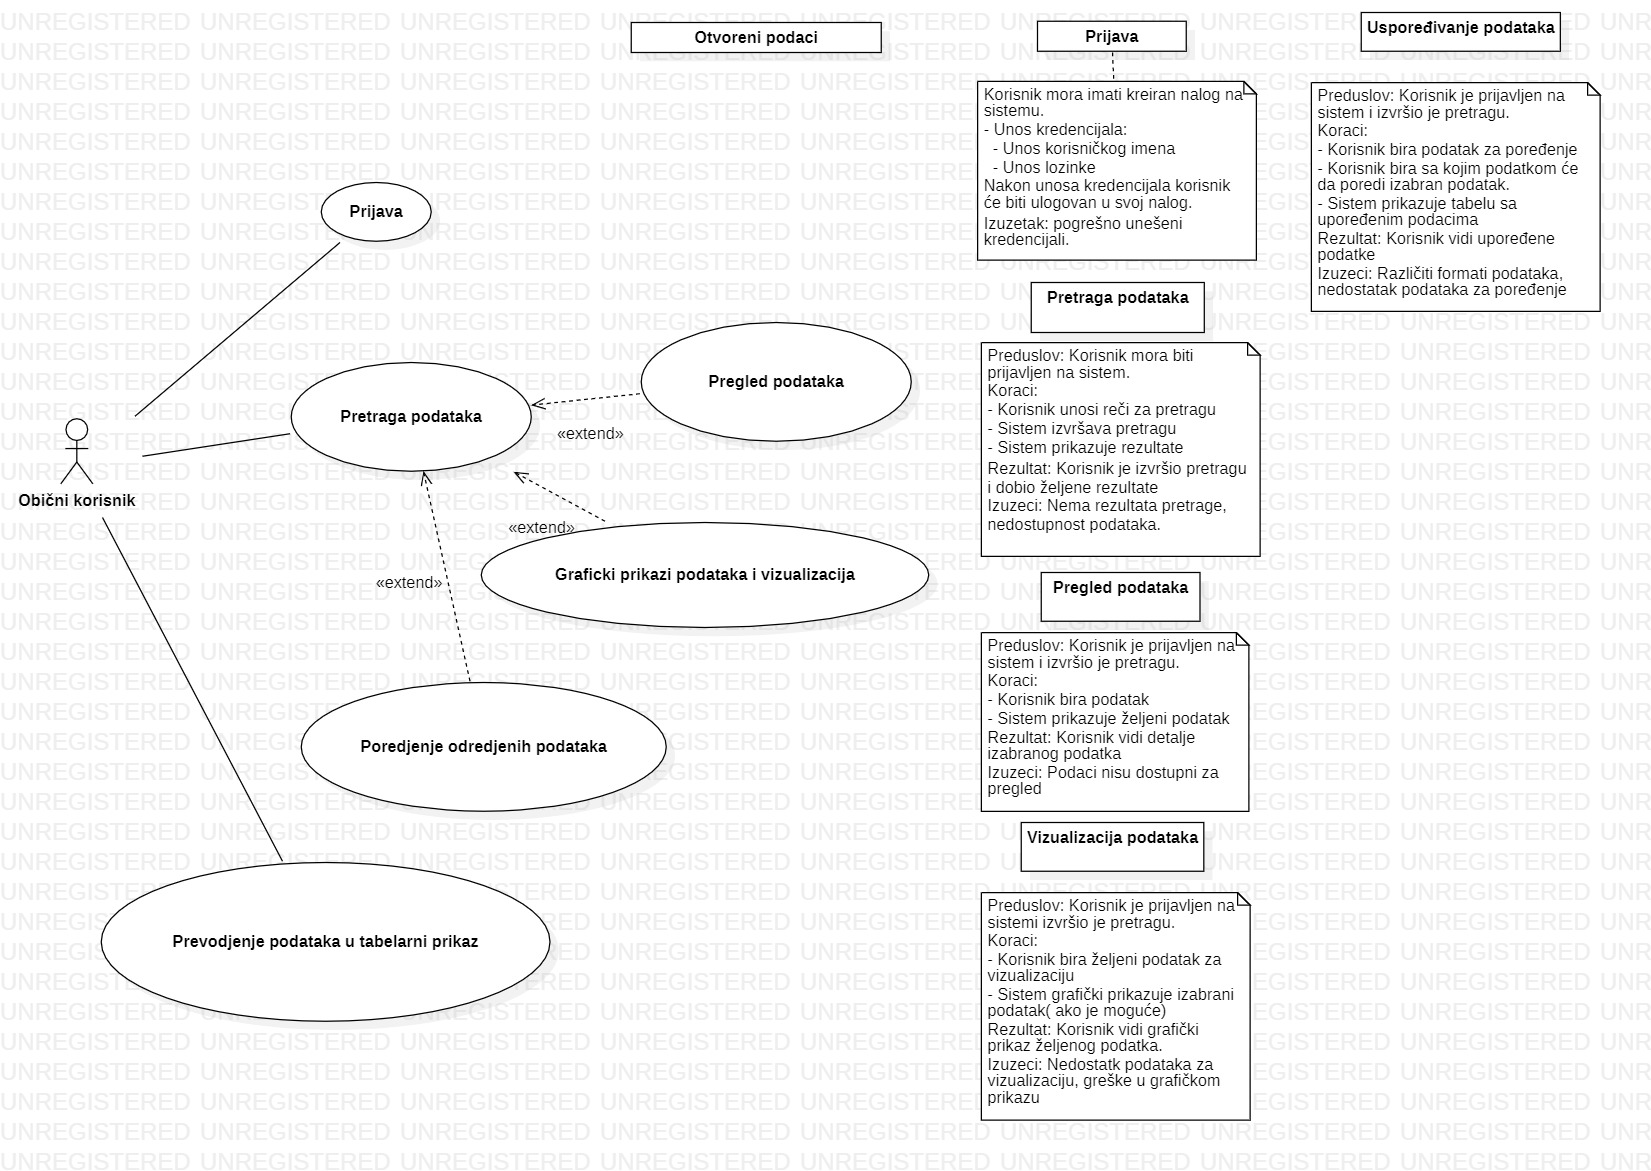 Otvoreni podaci
Prijava
Pretraga podataka
Pregled podataka
«extend»
«extend»
Graficki prikazi podataka i vizualizacija
«extend»
Obični korisnik
Poredjenje odredjenih podataka
Prevodjenje podataka u tabelarni prikaz
Prijava
Korisnik mora imati kreiran nalog na
sistemu.
- Unos kredencijala:
- Unos korisničkog imena
- Unos lozinke
Nakon unosa kredencijala korisnik
će biti ulogovan u svoj nalog.
Izuzetak: pogrešno unešeni
kredencijali.
Pretraga podataka
Preduslov: Korisnik mora biti
prijavljen na sistem.
Koraci:
- Korisnik unosi reči za pretragu
- Sistem izvršava pretragu
- Sistem prikazuje rezultate
Rezultat: Korisnik je izvršio pretragu
i dobio željene rezultate
Izuzeci: Nema rezultata pretrage,
nedostupnost podataka.
Pregled podataka
Preduslov: Korisnik je prijavljen na
sistem i izvršio je pretragu.
Koraci:
- Korisnik bira podatak
- Sistem prikazuje željeni podatak
Rezultat: Korisnik vidi detalje
izabranog podatka
Izuzeci: Podaci nisu dostupni za
pregled
Vizualizacija podataka
Preduslov: Korisnik je prijavljen na
sistemi izvršio je pretragu.
Koraci:
- Korisnik bira željeni podatak za
vizualizaciju
- Sistem grafički prikazuje izabrani
podatak( ako je moguće)
Rezultat: Korisnik vidi grafički
prikaz željenog podatka.
Izuzeci: Nedostatk podataka za
vizualizaciju, greške u grafičkom
prikazu
Uspoređivanje podataka
Preduslov: Korisnik je prijavljen na
sistem i izvršio je pretragu.
Koraci:
- Korisnik bira podatak za poređenje
- Korisnik bira sa kojim podatkom će
da poredi izabran podatak.
- Sistem prikazuje tabelu sa
upoređenim podacima
Rezultat: Korisnik vidi upoređene
podatke
Izuzeci: Različiti formati podataka,
nedostatak podataka za poređenje